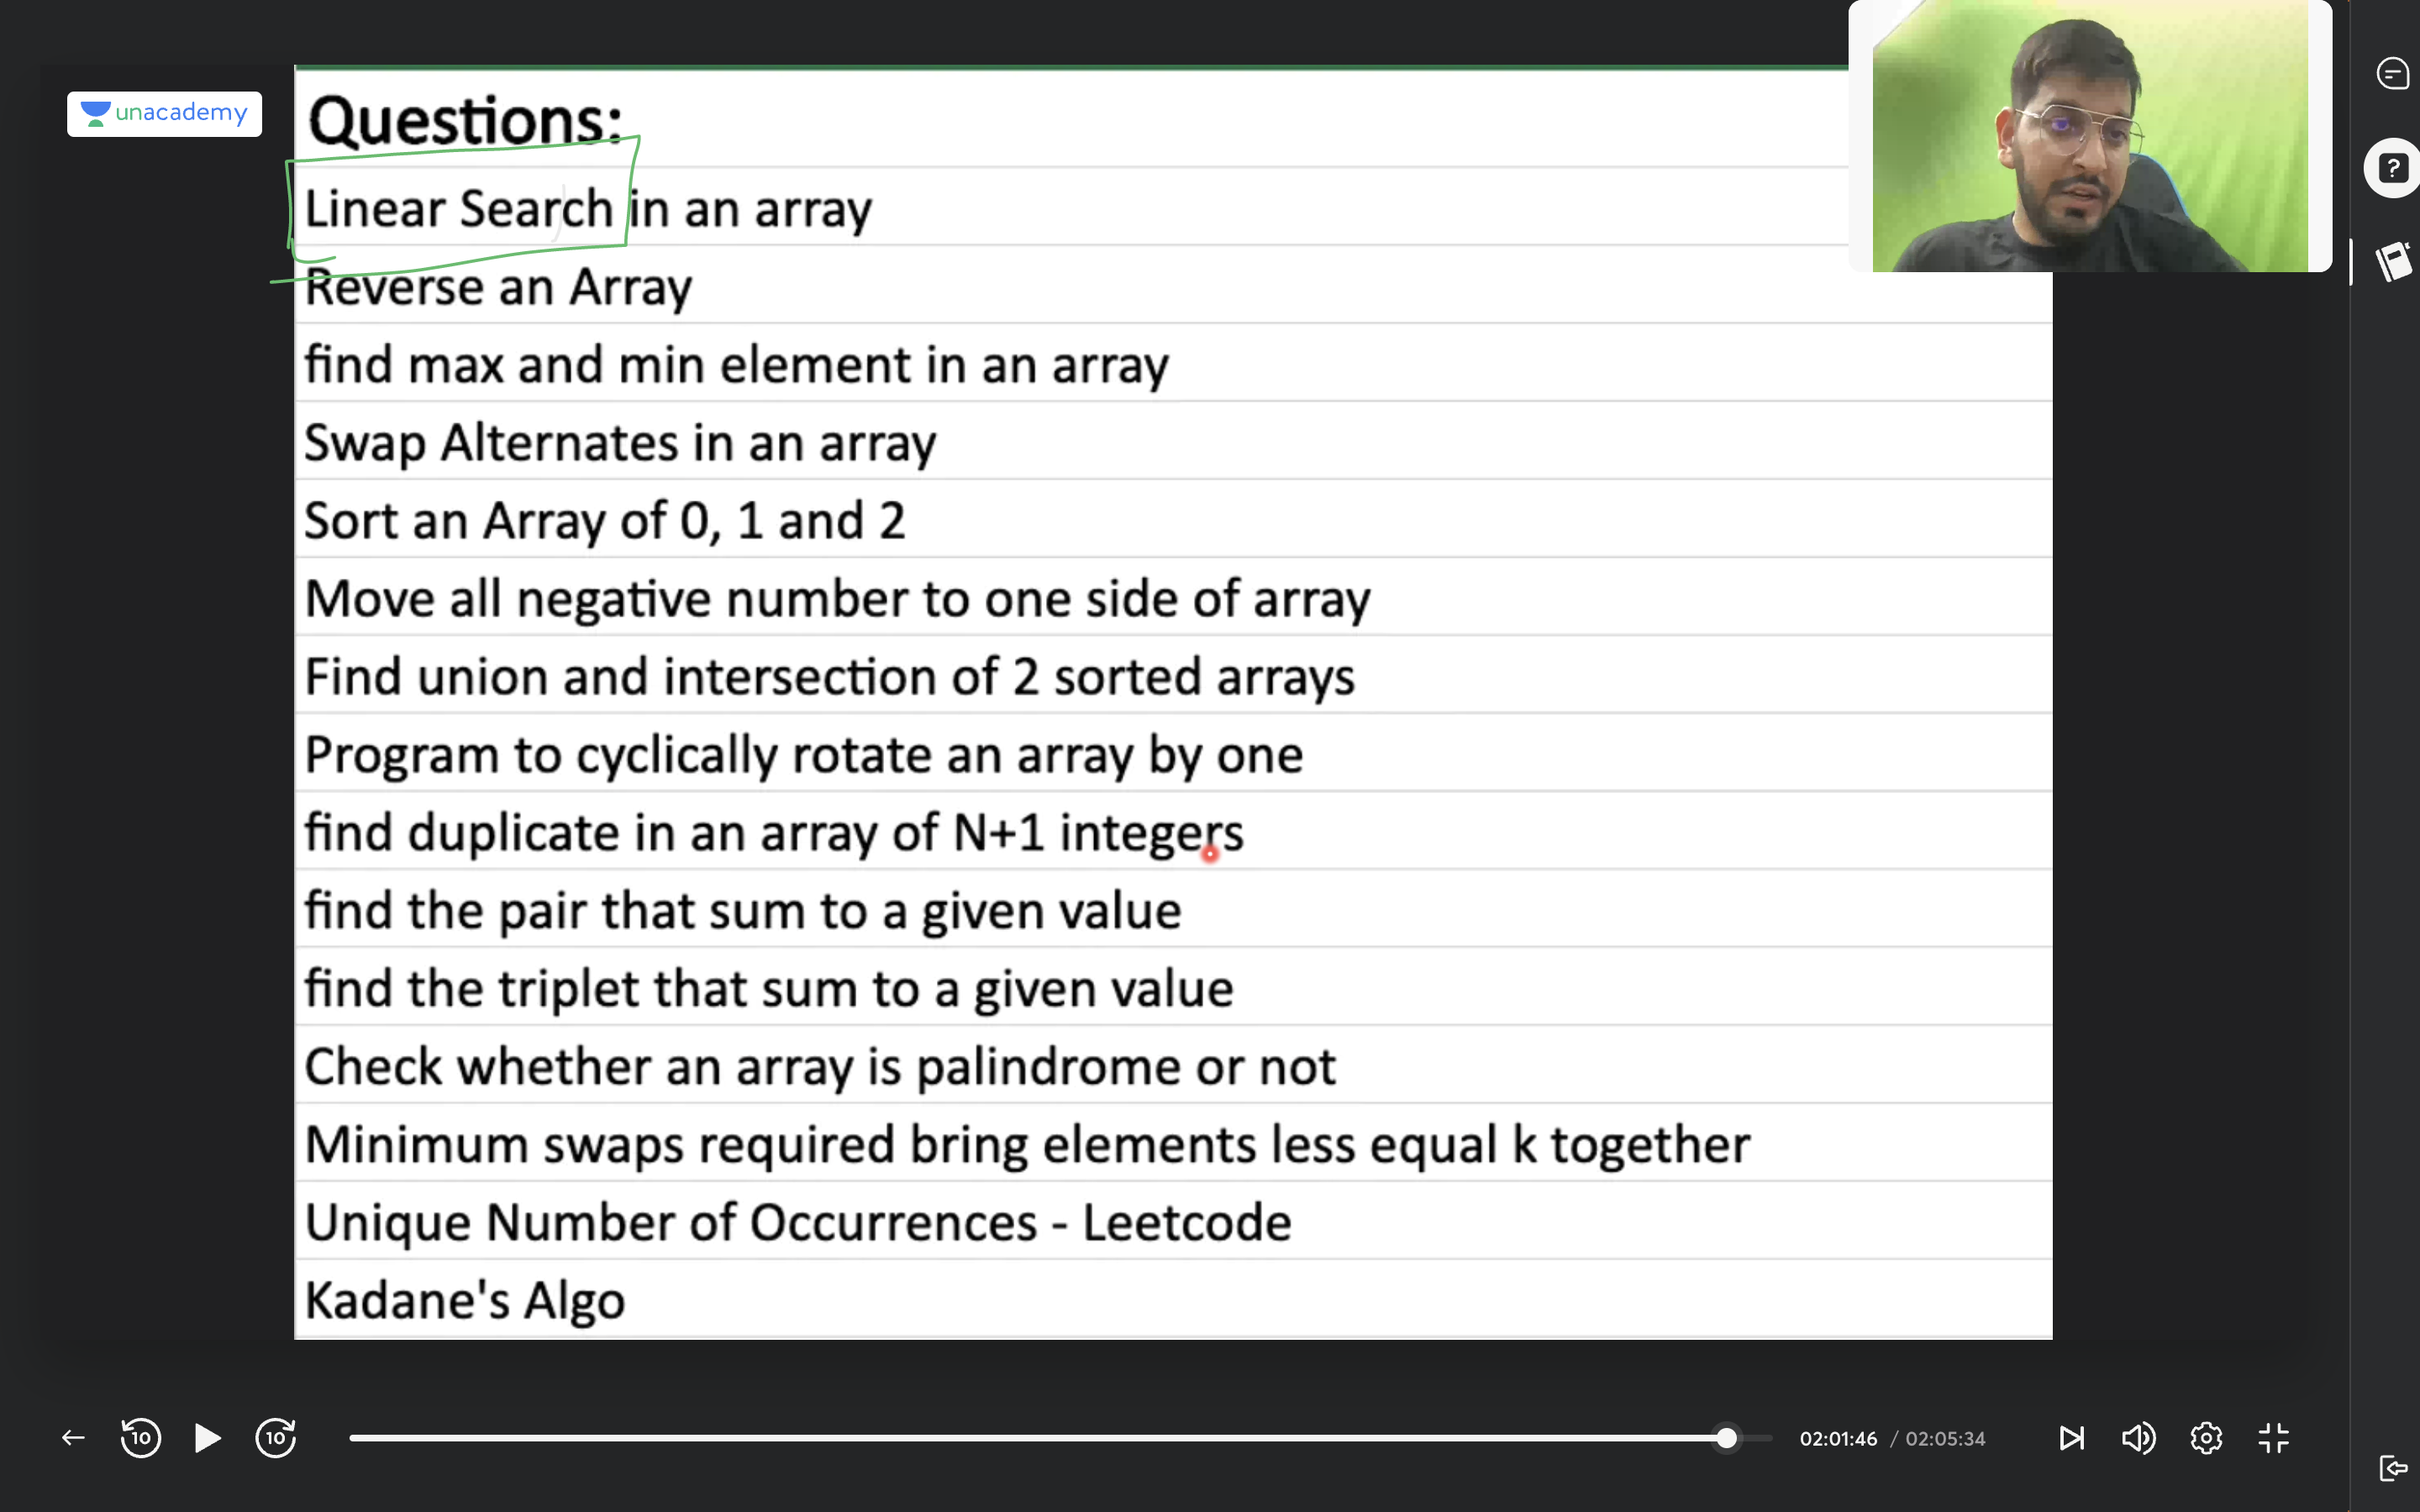 unacademy
Questions:
Linear Search in an array
Reverse an Array
find max and min element in an array
Swap Alternates in an array
Sort an Array of 0, 1 and 2
Move all negative number to one side of array
Find union and intersection of 2 sorted arrays
Program to cyclically rotate an array by one
find duplicate in an array of N+1 integers
find the pair that sum to a given value
find the triplet that sum to a given value
Check whether an array is palindrome or not
Minimum swaps required bring elements less equal k together
Unique Number of Occurrences - Leetcode
Kadane's Algo
10 10 02:01:46 / 02:05:34
?